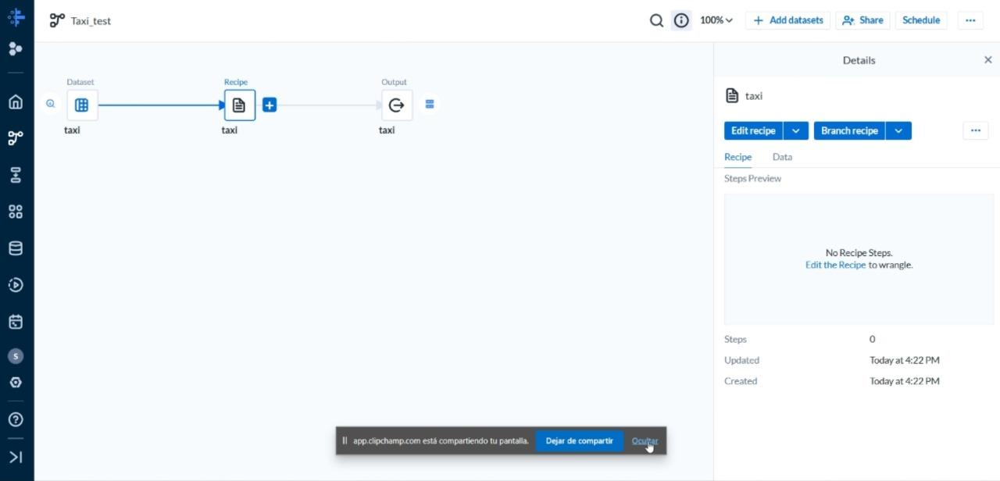 Taxi_test
100%
Add datasets
Share
Schedule
Details
Dataset
Recipe
Output
taxi
taxi
taxi
taxi
Edit recipe
Branch recipe
Recipe
Data
Steps Preview
No Recipe Steps.
Edit the Recipe to wrangle.
Steps 0
Updated Today at 4:22 PM
Created Today at 4:22 PM
S
app.clipchamp.com está compartiendo tu pantalla.
Dejar de compartir
Ocultar